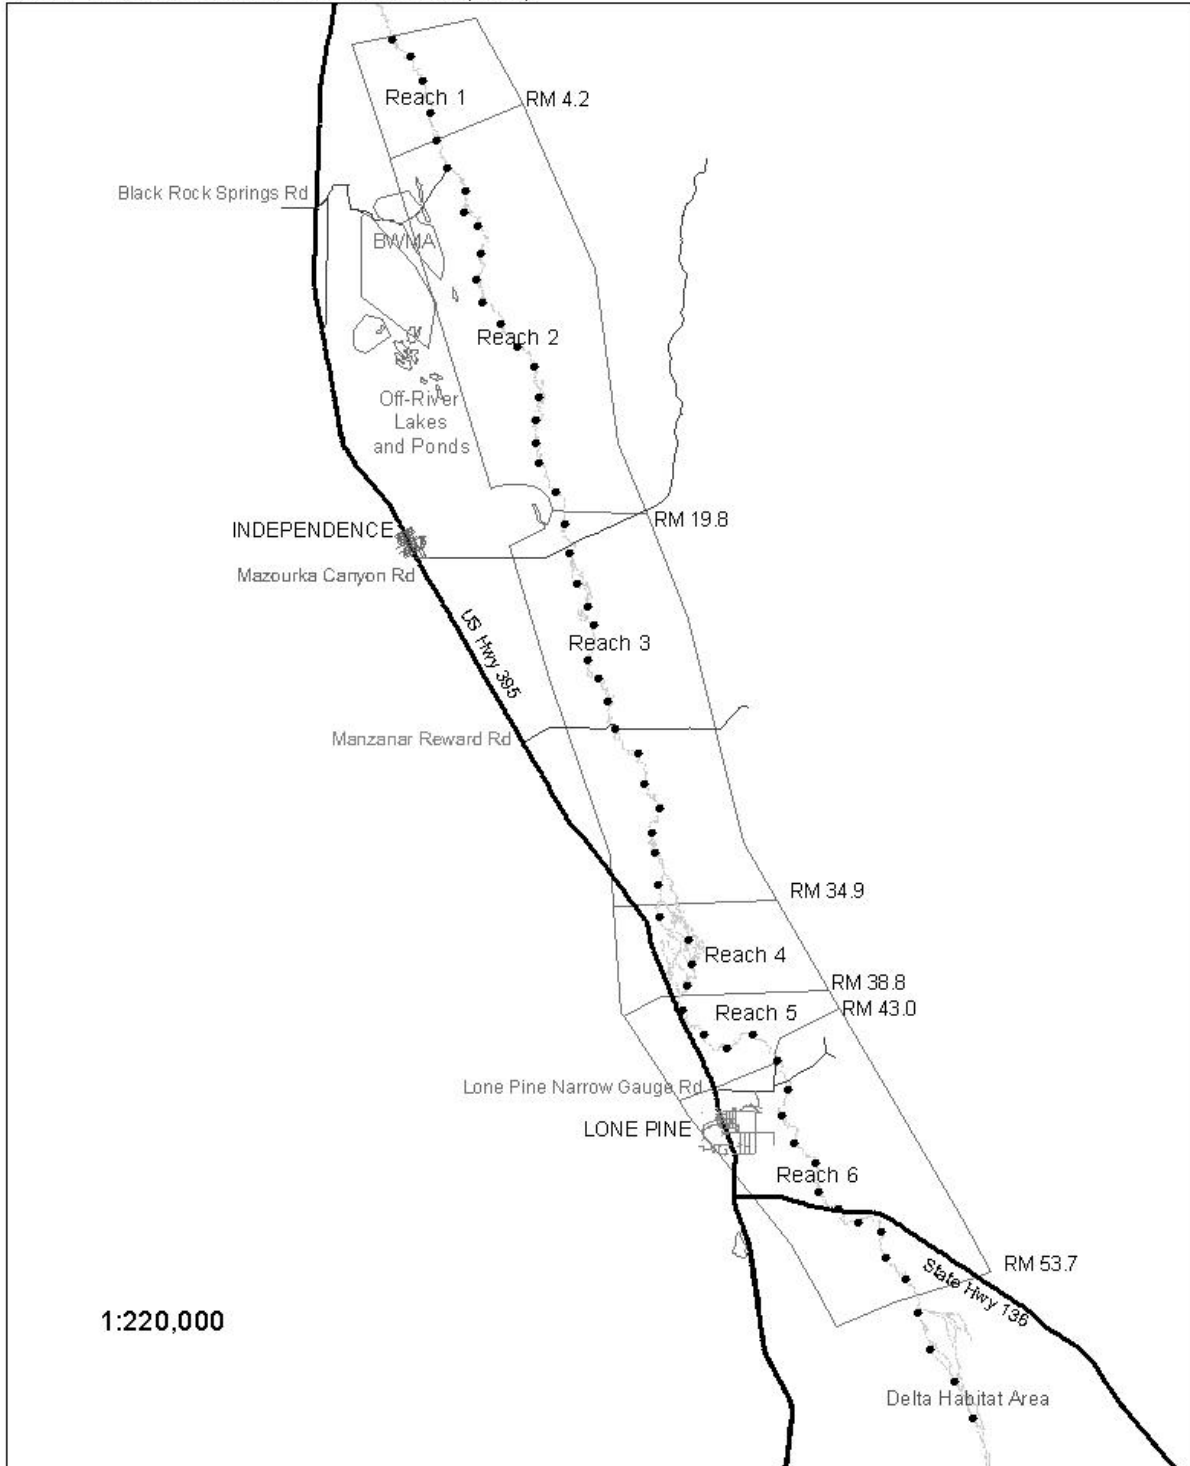 Reach 1
RM 4.2
Black Rock Springs Rd
BWMA
Reach 2
Off-River
Lakes
and Ponds
RM 19.8
INDEPENDENCE
Mazourka Canyon Rd
US Hwy 395
Reach 3
Manzanar Reward Rd
RM 34.9
Reach 4
RM 38.8
Reach 5
RM 43.0
Lone Pine Narrow Gauge Rd
LONE PINE
Reach 6
RM 53.7
State Hwy 136
1:220,000
Delta Habitat Area